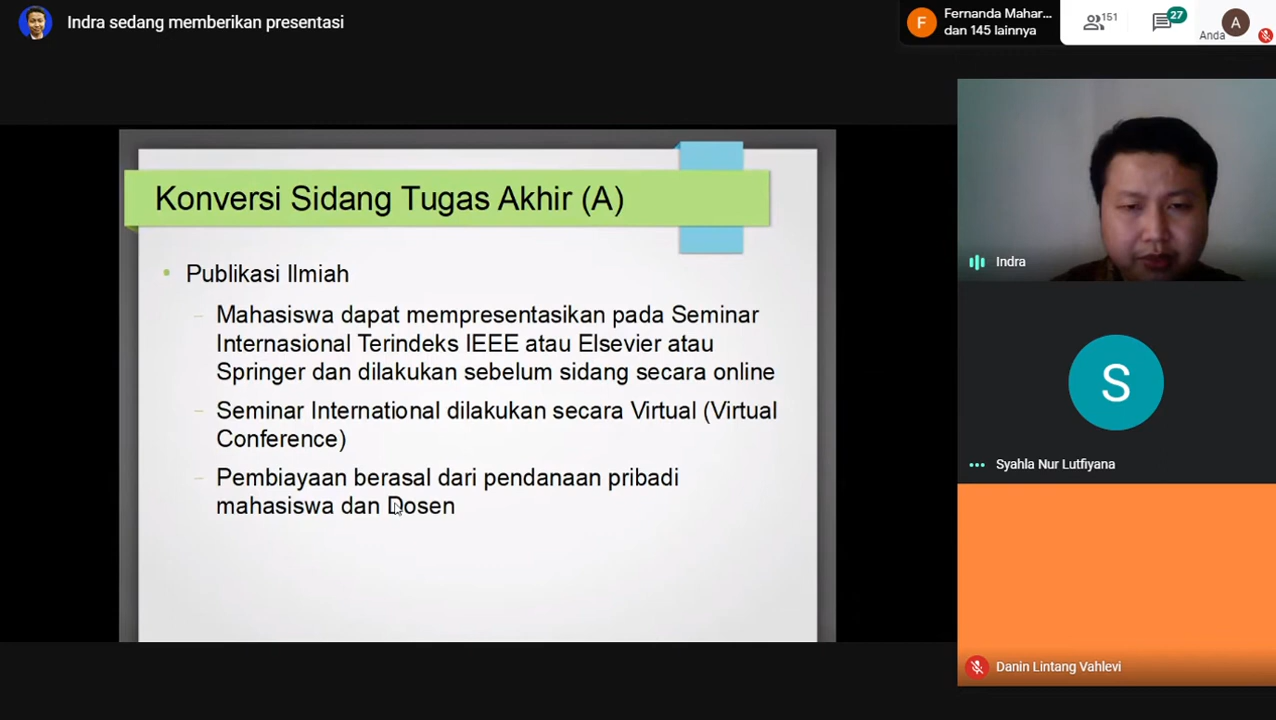 Indra sedang memberikan presentasi
F
Fernanda Mahar...
dan 145 lainnya
151
27
Anda
A
Konversi Sidang Tugas Akhir (A)
Publikasi Ilmiah
Mahasiswa dapat mempresentasikan pada Seminar
Internasional Terindeks IEEE atau Elsevier atau
Springer dan dilakukan sebelum sidang secara online
Seminar International dilakukan secara Virtual (Virtual
Conference)
Pembiayaan berasal dari pendanaan pribadi
mahasiswa dan Dosen
Indra
S
Syahla Nur Lutfiyana
Danin Lintang Vahlevi